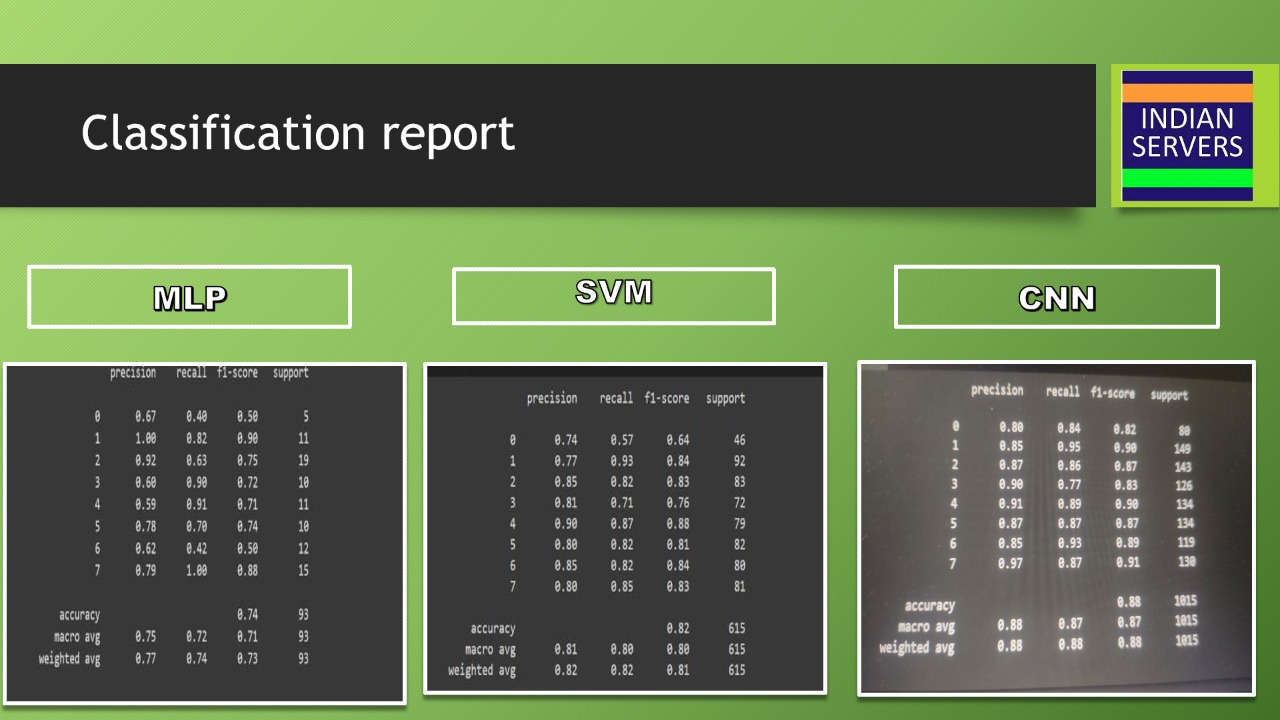 Classification report
INDIAN
SERVERS
MLP
precision recall f1-score support
0 0.67 0.40 0.50 5
1 1.00 0.82 0.90 11
2 0.92 0.63 0.75 19
3 0.60 0.90 0.72 10
4 0.59 0.91 0.71 11
5 0.78 0.70 0.74 10
6 0.62 0.42 0.50 12
7 0.79 1.00 0.88 15
accuracy 0.74 93
macro avg 0.75 0.72 0.71 93
weighted avg 0.77 0.74 0.73 93
SVM
precision recall f1-score support
0 0.74 0.57 0.64 46
1 0.77 0.93 0.84 92
2 0.85 0.82 0.83 83
3 0.81 0.71 0.76 72
4 0.90 0.87 0.88 79
5 0.80 0.82 0.81 82
6 0.85 0.82 0.84 80
7 0.80 0.85 0.83 81
accuracy 0.82 615
macro avg 0.81 0.80 0.80 615
weighted avg 0.82 0.82 0.81 615
CNN
precision recall f1-score support
0 0.80 0.84 0.82 80
1 0.85 0.95 0.90 149
2 0.87 0.86 0.87 143
3 0.90 0.77 0.83 126
4 0.91 0.89 0.90 134
5 0.87 0.87 0.87 134
6 0.85 0.93 0.89 119
7 0.97 0.87 0.91 130
accuracy 0.88 1015
macro avg 0.88 0.87 0.87 1015
weighted avg 0.88 0.88 0.88 1015